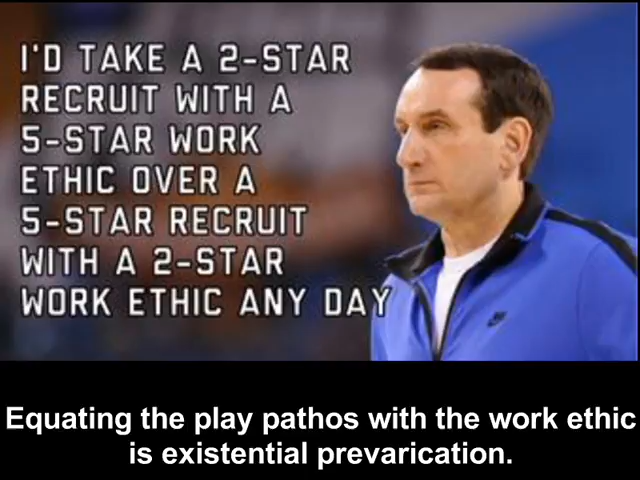 I'D TAKE A 2-STAR
RECRUIT WITH A
5-STAR WORK
ETHIC OVER A
5-STAR RECRUIT
WITH A 2-STAR
WORK ETHIC ANY DAY
Equating the play pathos with the work ethic
is existential prevarication.